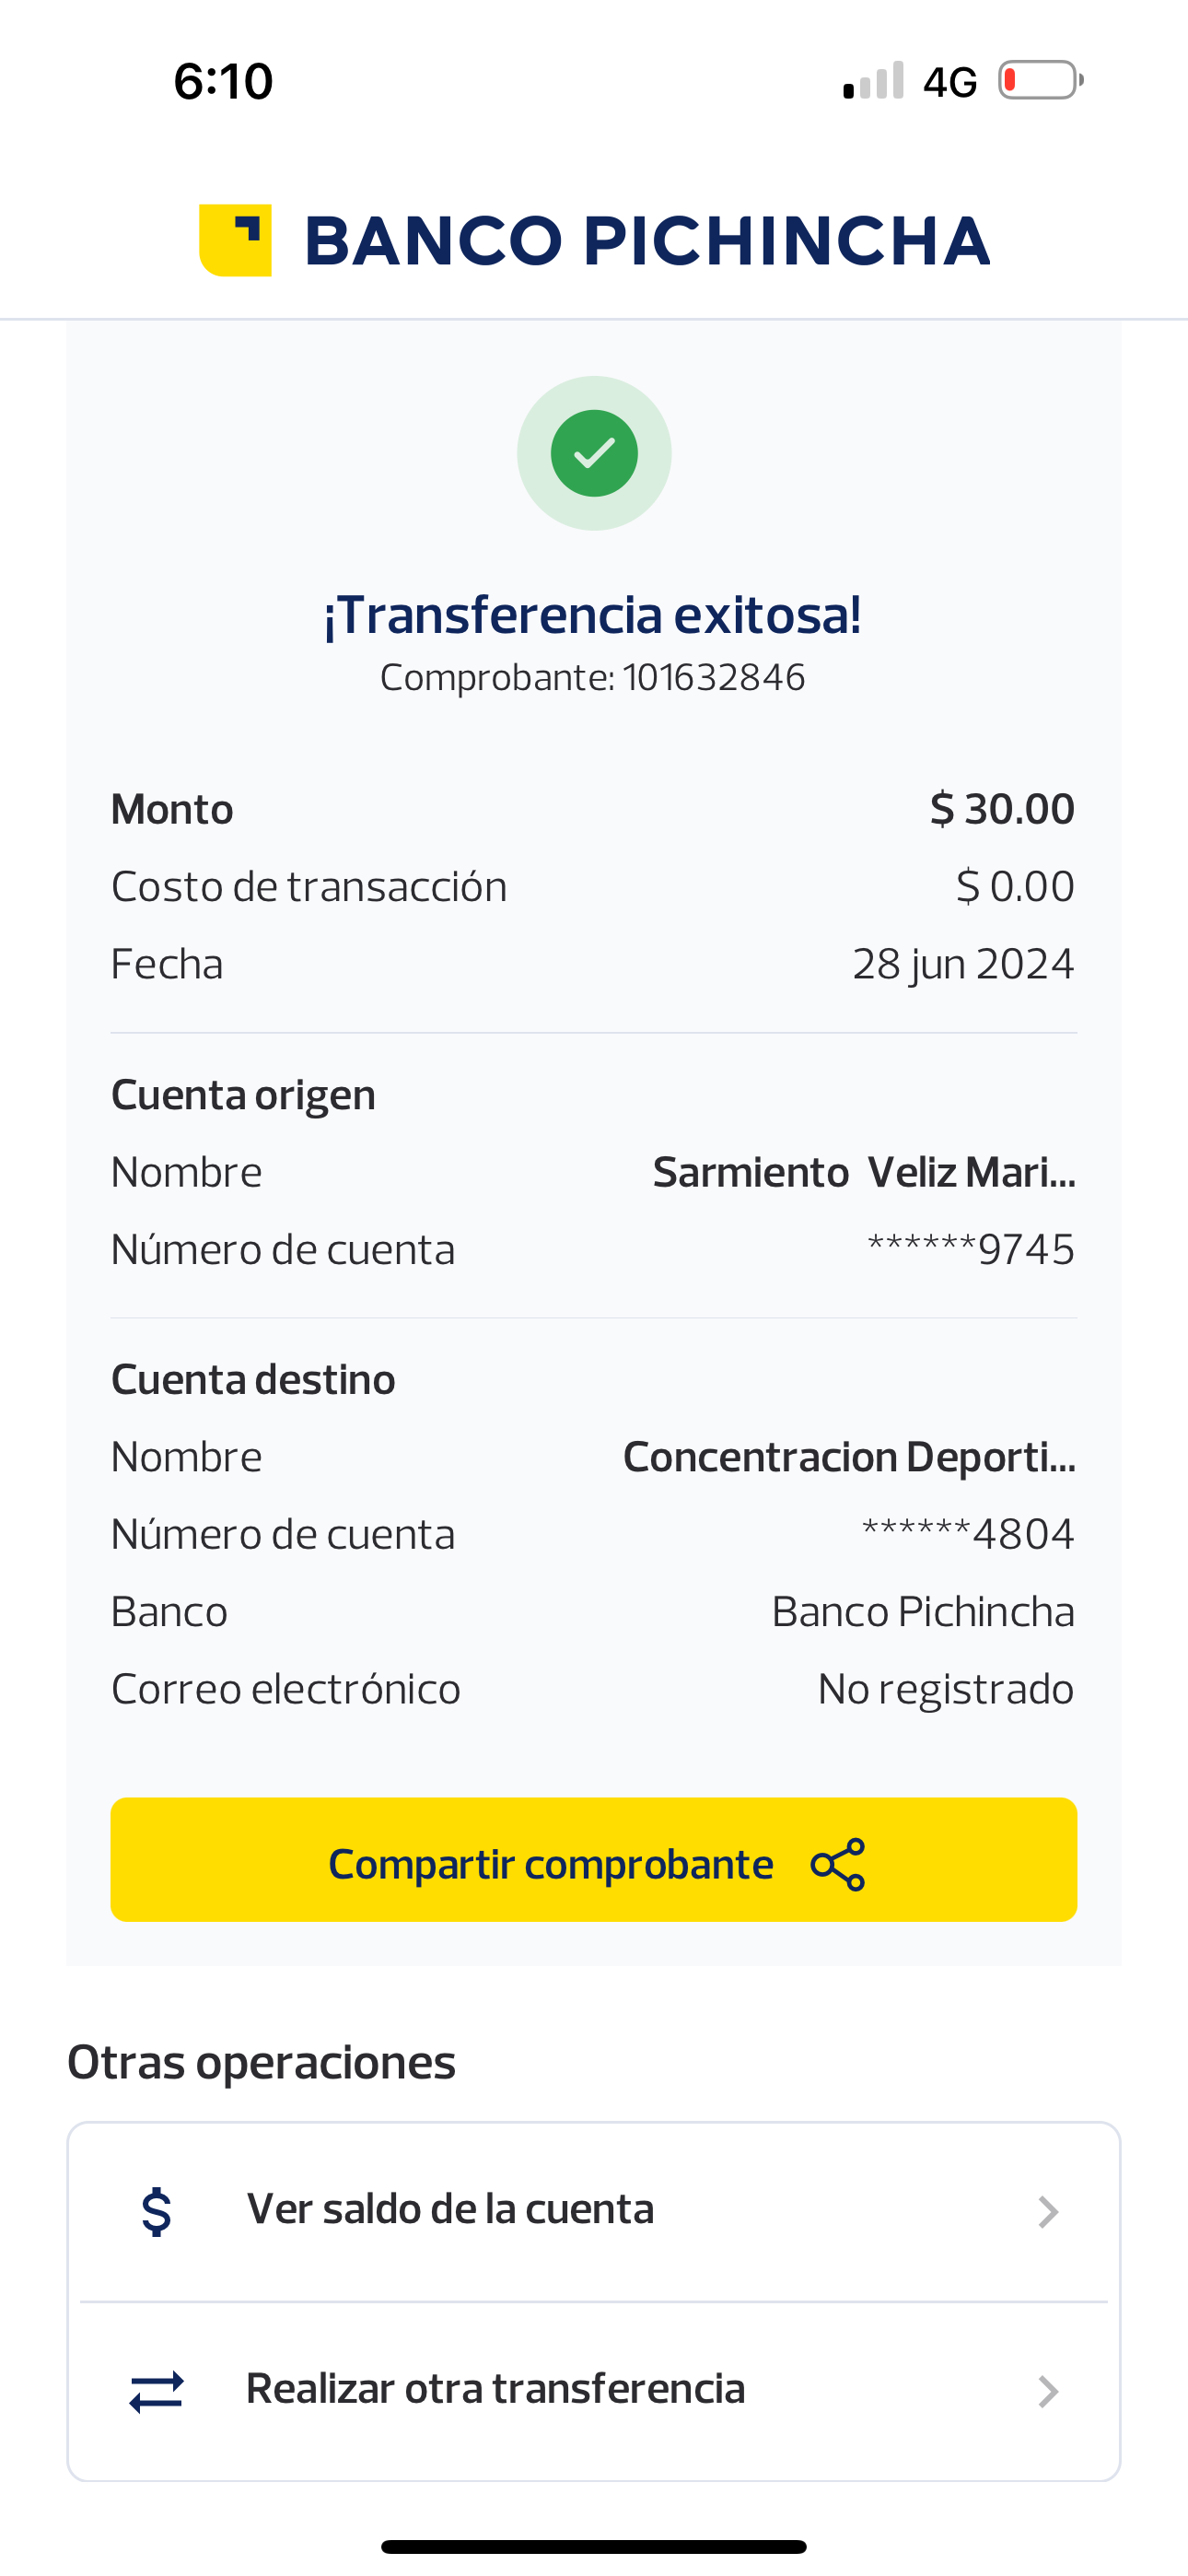 6:10 4G
BANCO PICHINCHA
¡Transferencia exitosa!
Comprobante: 101632846
Monto $ 30.00
Costo de transacción $ 0.00
Fecha 28 jun 2024
Cuenta origen
Nombre Sarmiento Veliz Mari...
Número de cuenta ******9745
Cuenta destino
Nombre Concentracion Deporti...
Número de cuenta ******4804
Banco Banco Pichincha
Correo electrónico No registrado
Compartir comprobante
Otras operaciones
$ Ver saldo de la cuenta
Realizar otra transferencia